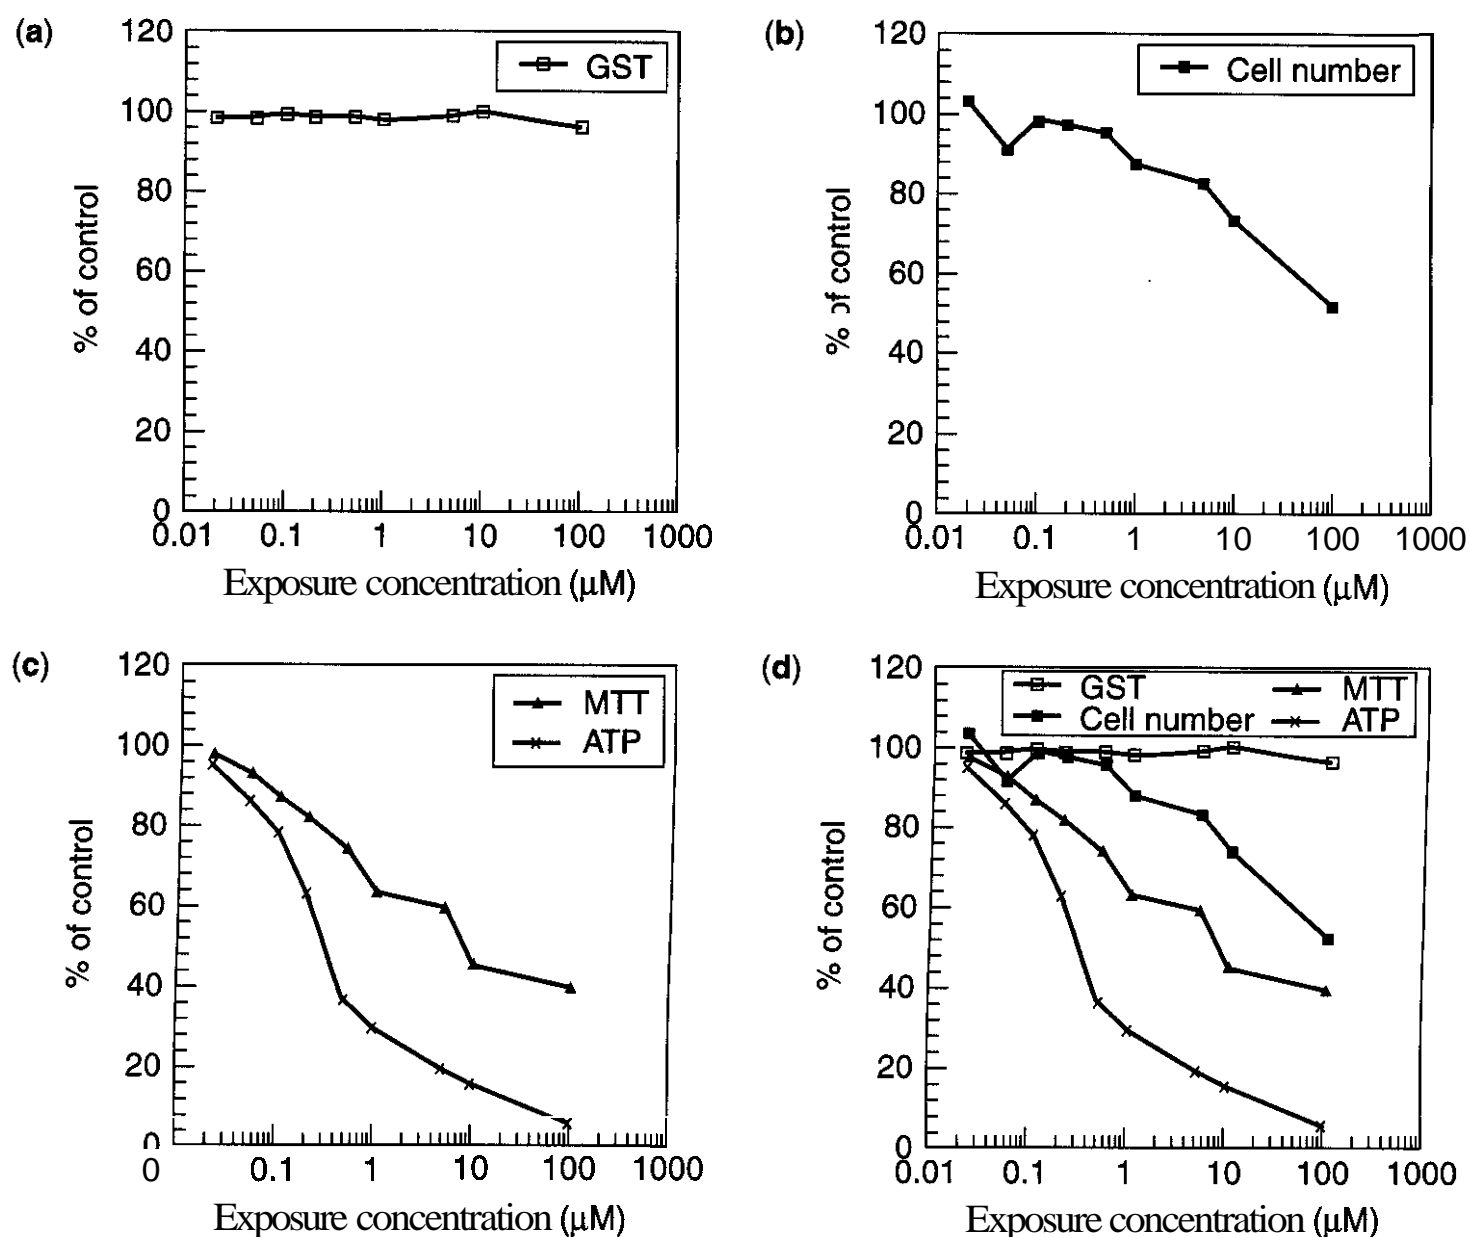 (a)
120
100
80
60
40
20
0
% of control
GST
0.01 0.1 1 10 100 1000
Exposure concentration (µM)
(b)
120
100
80
60
40
20
0
% of control
Cell number
0.01 0.1 1 10 100 1000
Exposure concentration (µM)
(c)
120
100
80
60
40
20
0
% of control
MTT
ATP
0 0.1 1 10 100 1000
Exposure concentration (µM)
(d)
120
100
80
60
40
20
0
% of control
GST MTT
Cell number ATP
0.01 0.1 1 10 100 1000
Exposure concentration (µM)